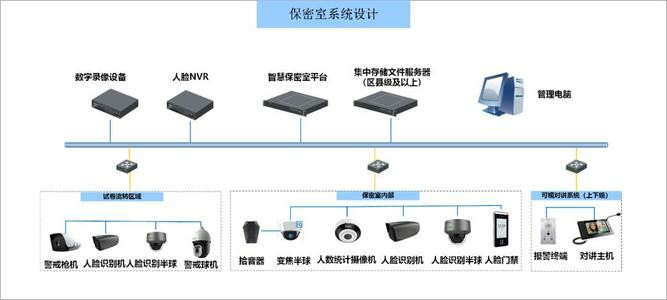 保密室系统设计
数字录像设备
人脸NVR
智慧保密室平台
集中存储文件服务器
（区县级及以上）
管理电脑
试卷流转区域
保密室内部
可视对讲系统（上下级）
警戒枪机
人脸识别机
人脸识别半球
警戒球机
拾音器
变焦半球
人数统计摄像机
人脸识别机
人脸识别半球
人脸门禁
报警终端
对讲主机